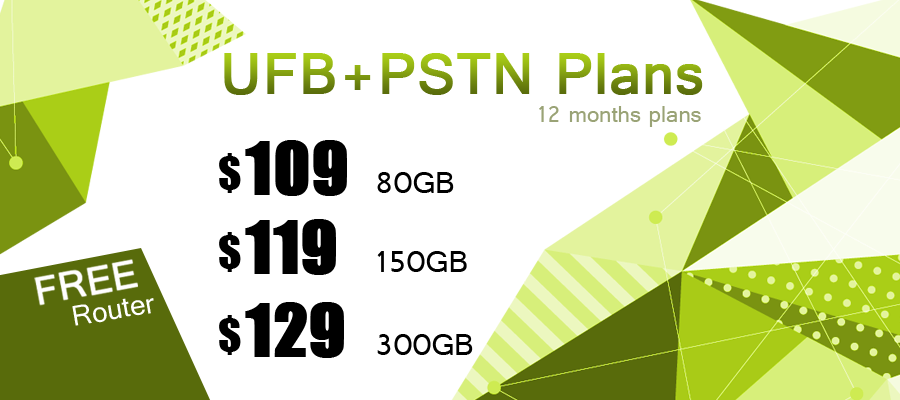 UFB+PSTN Plans
12 months plans
$109 80GB
$119 150GB
$129 300GB
FREE
Router